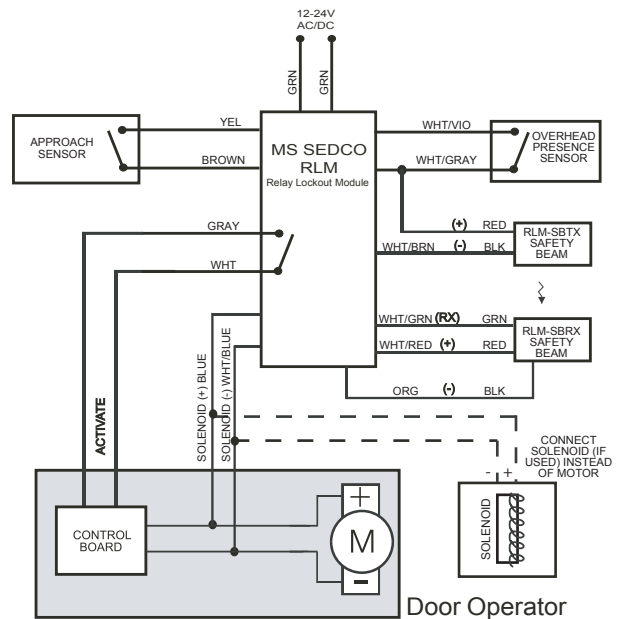 12-24V
AC/DC
GRN
GRN
APPROACH
SENSOR
YEL
BROWN
MS SEDCO
RLM
Relay Lockout Module
WHT/VIO
WHT/GRAY
OVERHEAD
PRESENCE
SENSOR
GRAY
WHT
(+) RED
WHT/BRN (-) BLK
RLM-SBTX
SAFETY
BEAM
WHT/GRN (RX) GRN
WHT/RED (+) RED
RLM-SBRX
SAFETY
BEAM
ORG (-) BLK
ACTIVATE
SOLENOID (+) BLUE
SOLENOID (-) WHT/BLUE
CONNECT
SOLENOID (IF
USED) INSTEAD
OF MOTOR
- +
SOLENOID
CONTROL
BOARD
+
M
-
Door Operator